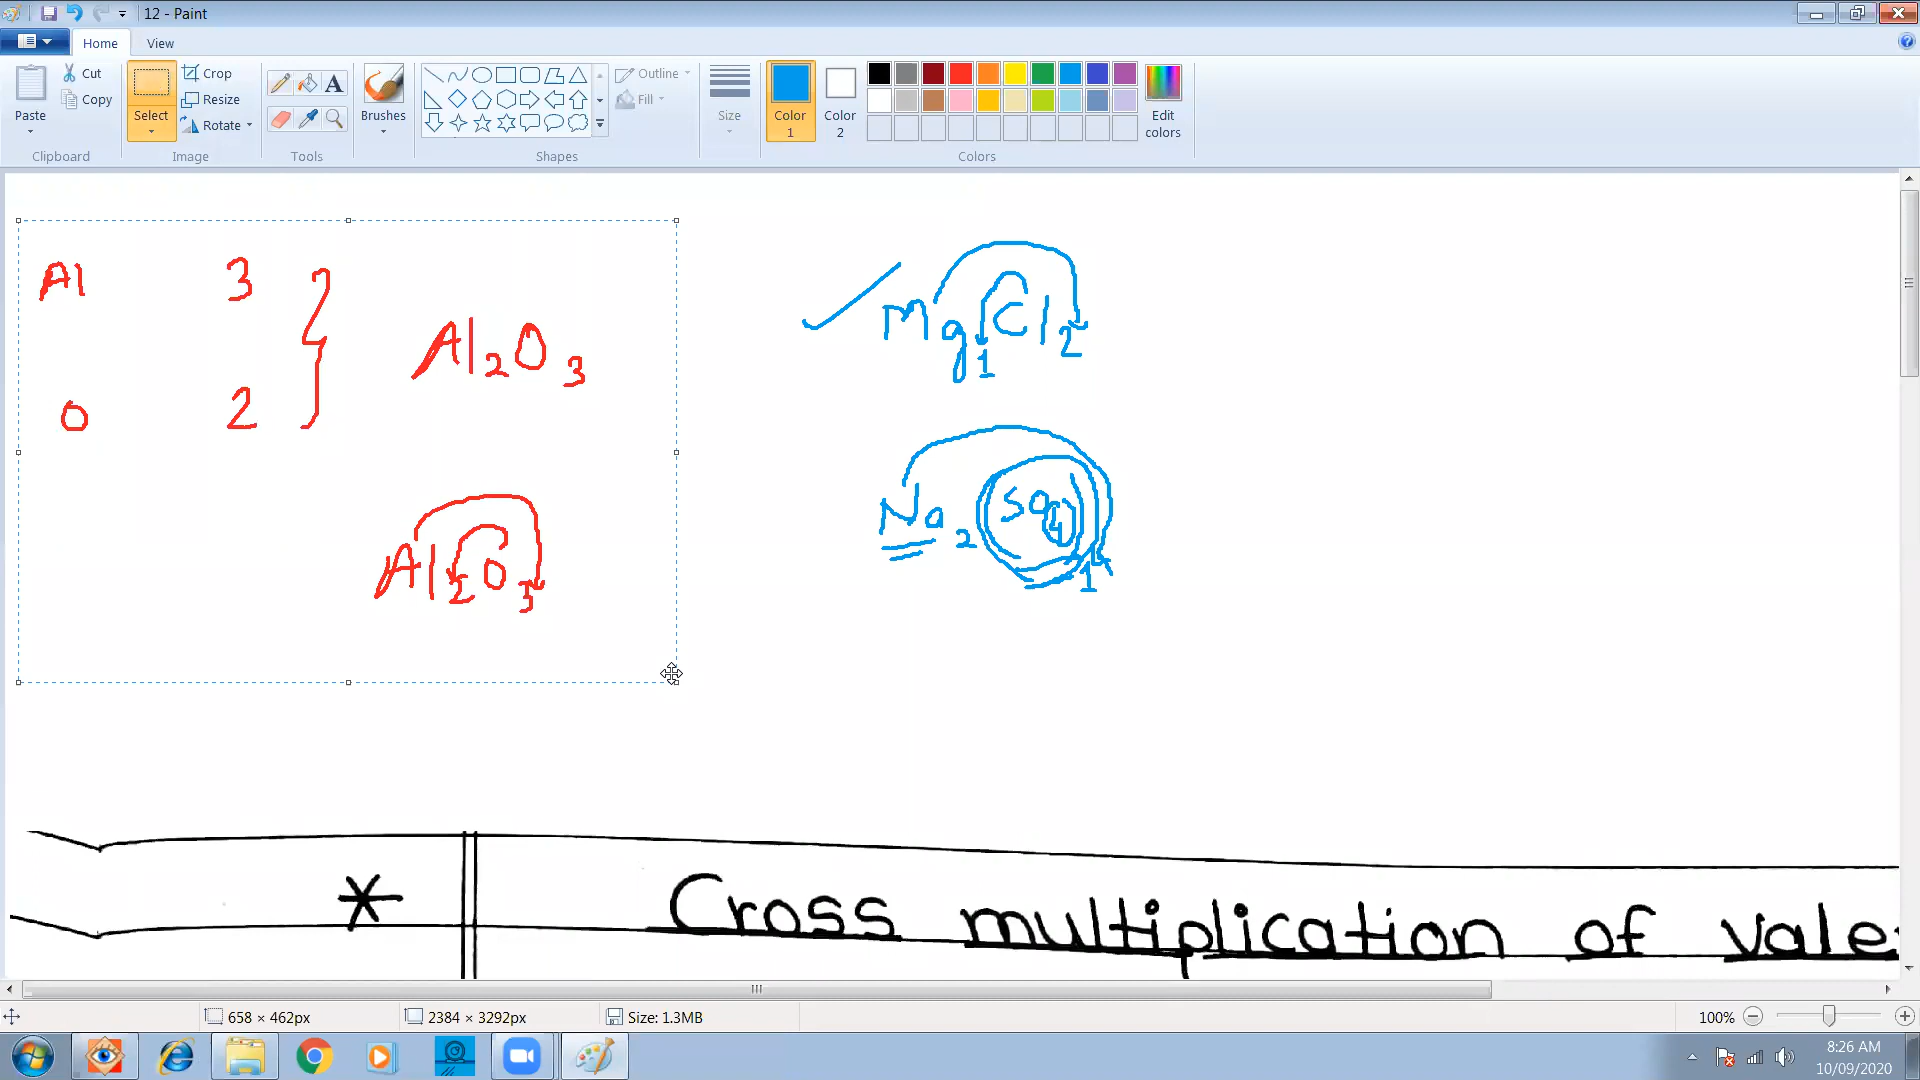 12 - Paint
Home View
Paste
Cut
Copy
Clipboard
Select
Crop
Resize
Rotate
Image
Tools
Brushes
Shapes
Outline
Fill
Size
Color 1
Color 2
Edit colors
Colors
Al 3
O 2
Al₂O₃
Al₂O₃
Mg₁Cl₂
Na₂SO₄ ₁
* Cross multiplication of vale
658 × 462px
2384 × 3292px
Size: 1.3MB
100%
8:26 AM
10/09/2020